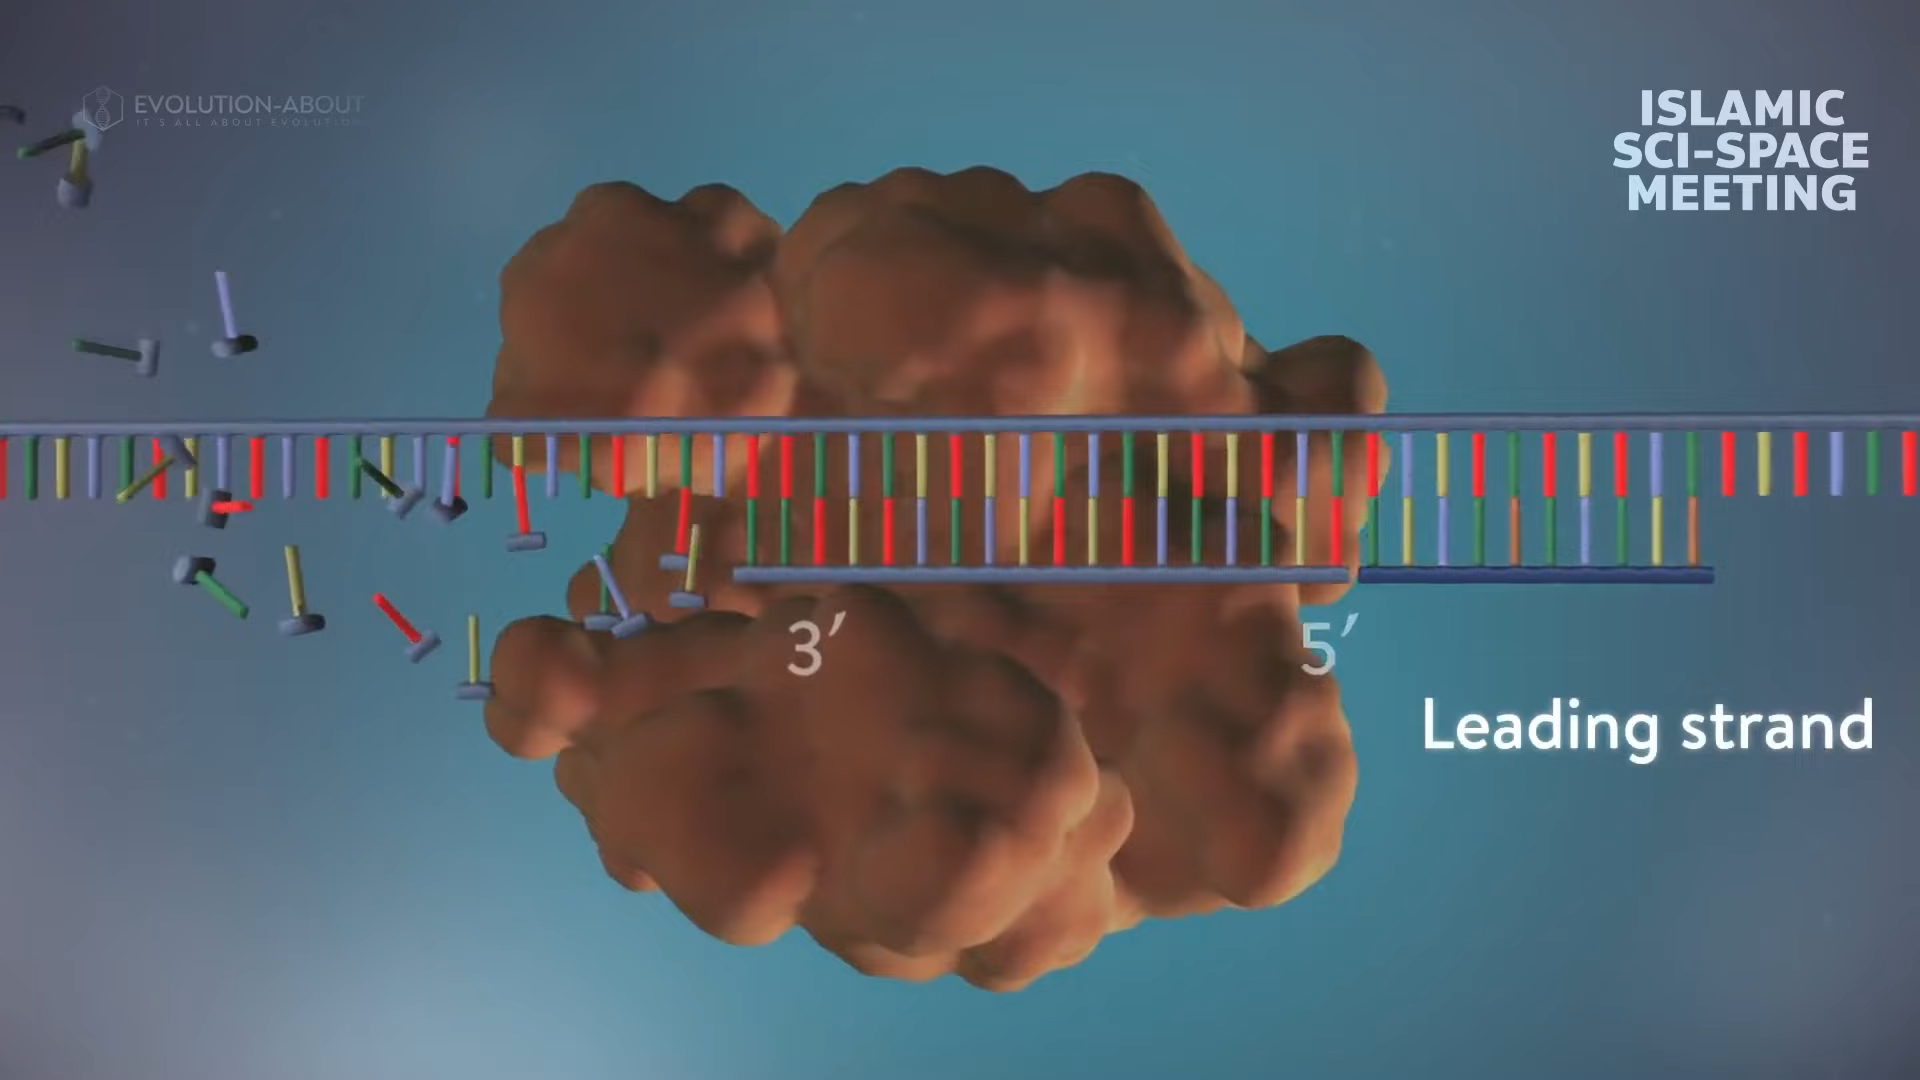 EVOLUTION-ABOUT
IT'S ALL ABOUT EVOLUTION
ISLAMIC
SCI-SPACE
MEETING
3′
5′
Leading strand